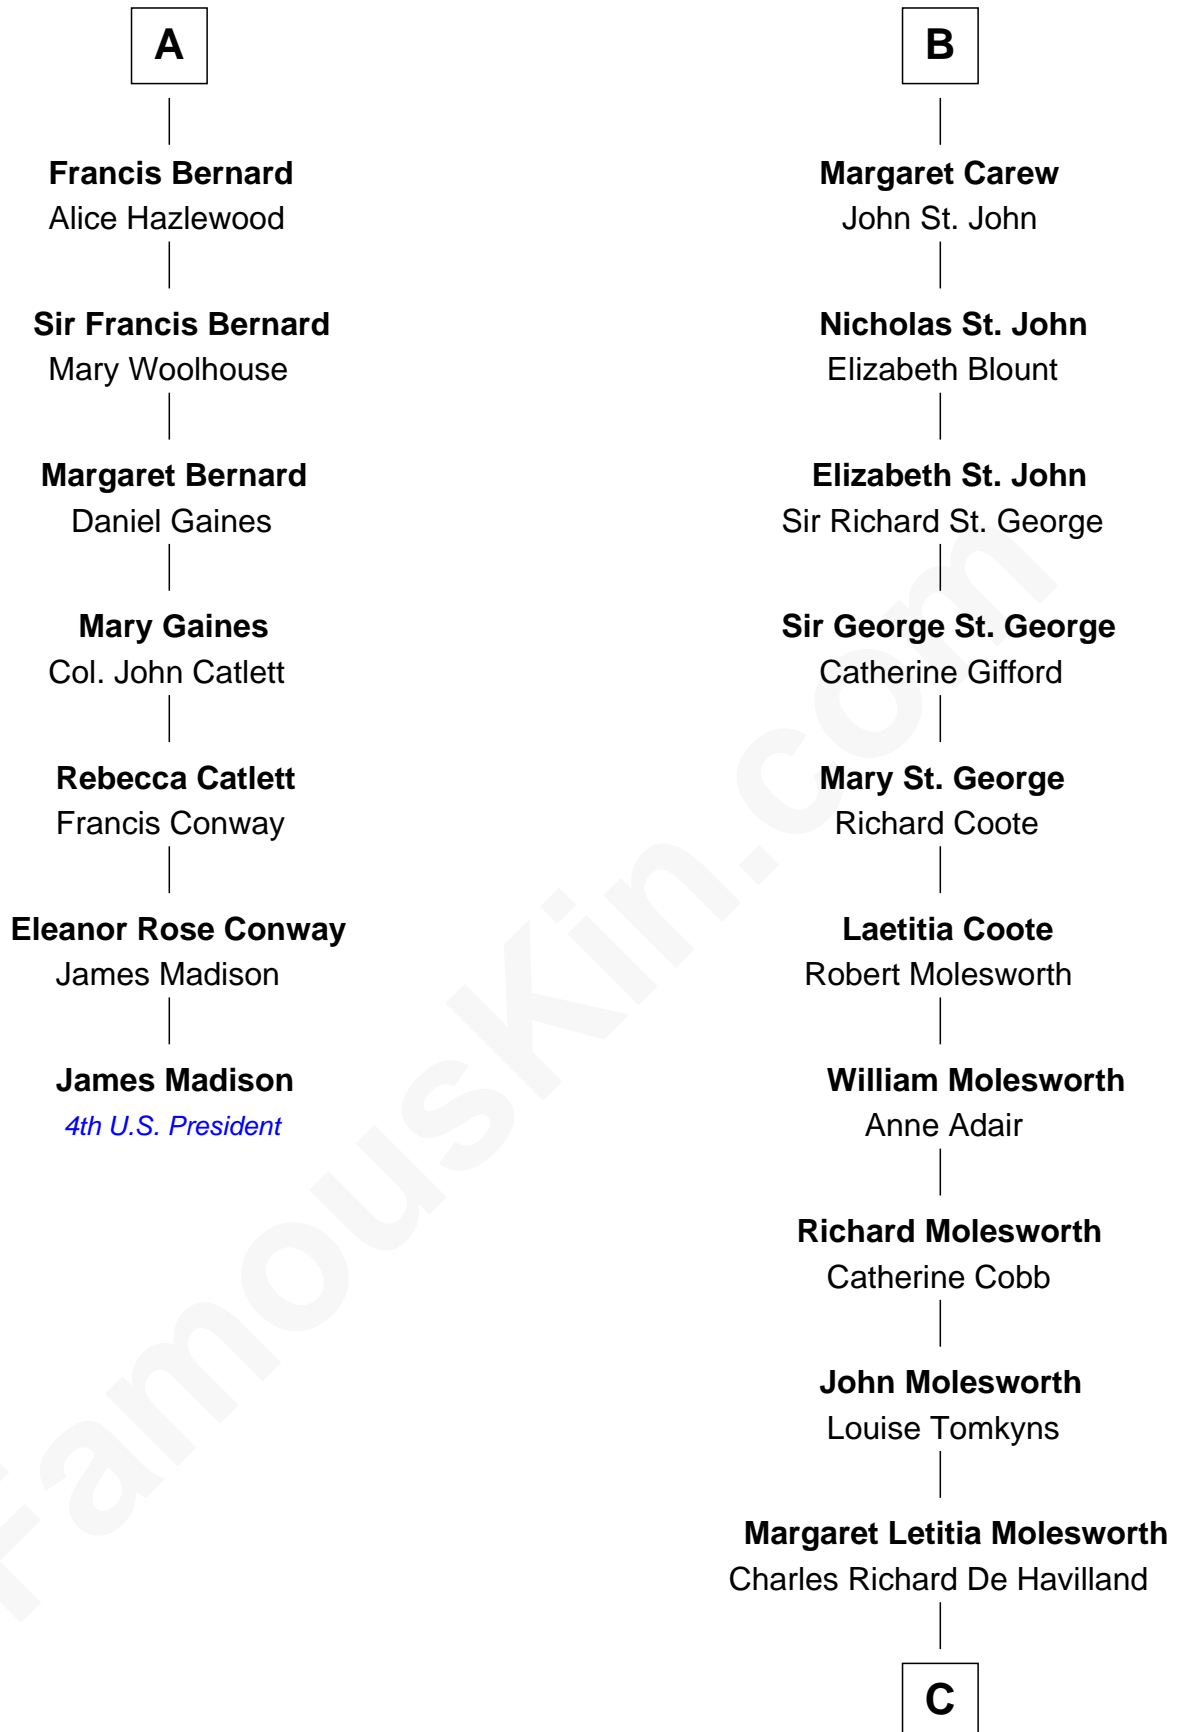 A
Francis Bernard
Alice Hazlewood
Sir Francis Bernard
Mary Woolhouse
Margaret Bernard
Daniel Gaines
Mary Gaines
Col. John Catlett
Rebecca Catlett
Francis Conway
Eleanor Rose Conway
James Madison
James Madison
4th U.S. President
B
Margaret Carew
John St. John
Nicholas St. John
Elizabeth Blount
Elizabeth St. John
Sir Richard St. George
Sir George St. George
Catherine Gifford
Mary St. George
Richard Coote
Laetitia Coote
Robert Molesworth
William Molesworth
Anne Adair
Richard Molesworth
Catherine Cobb
John Molesworth
Louise Tomkyns
Margaret Letitia Molesworth
Charles Richard De Havilland
C
FamousKin.com